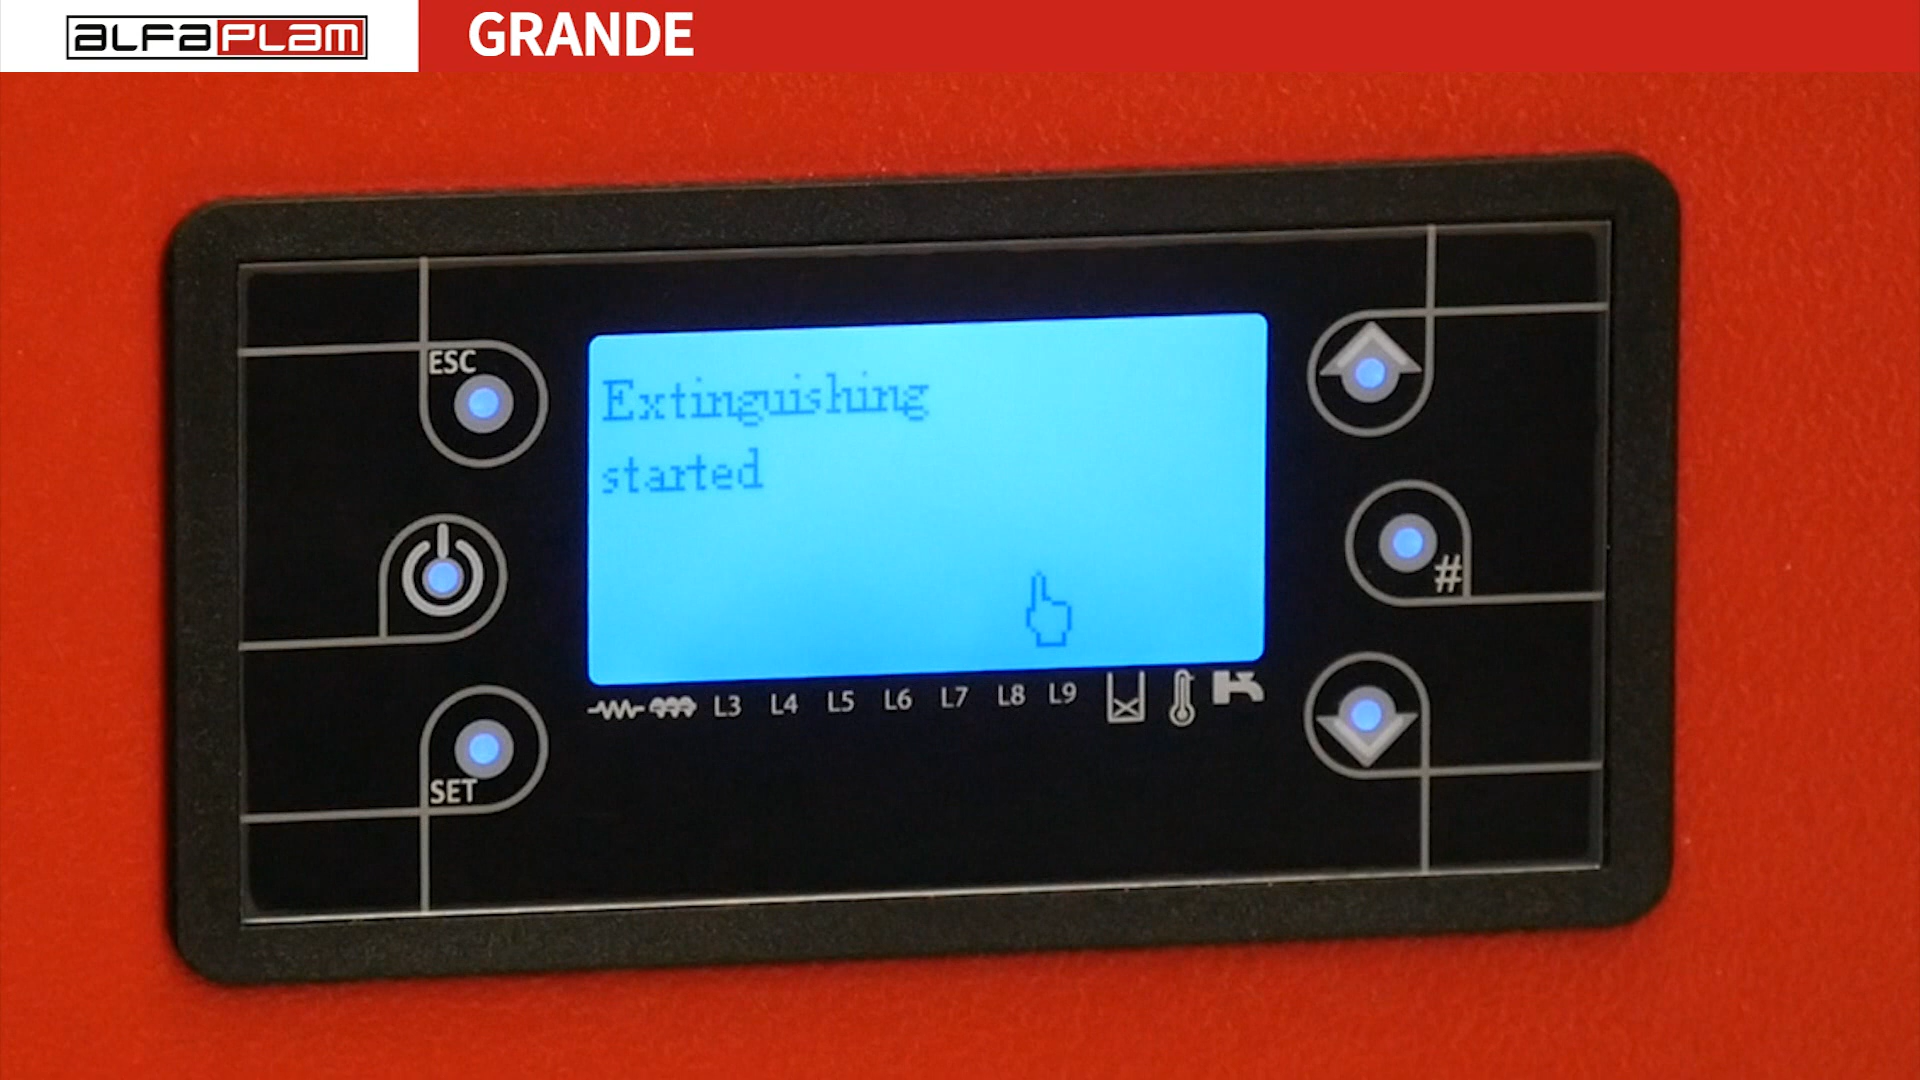 ALFAPLAM
GRANDE
ESC
Extinguishing
started
#
L3 L4 L5 L6 L7 L8 L9
SET